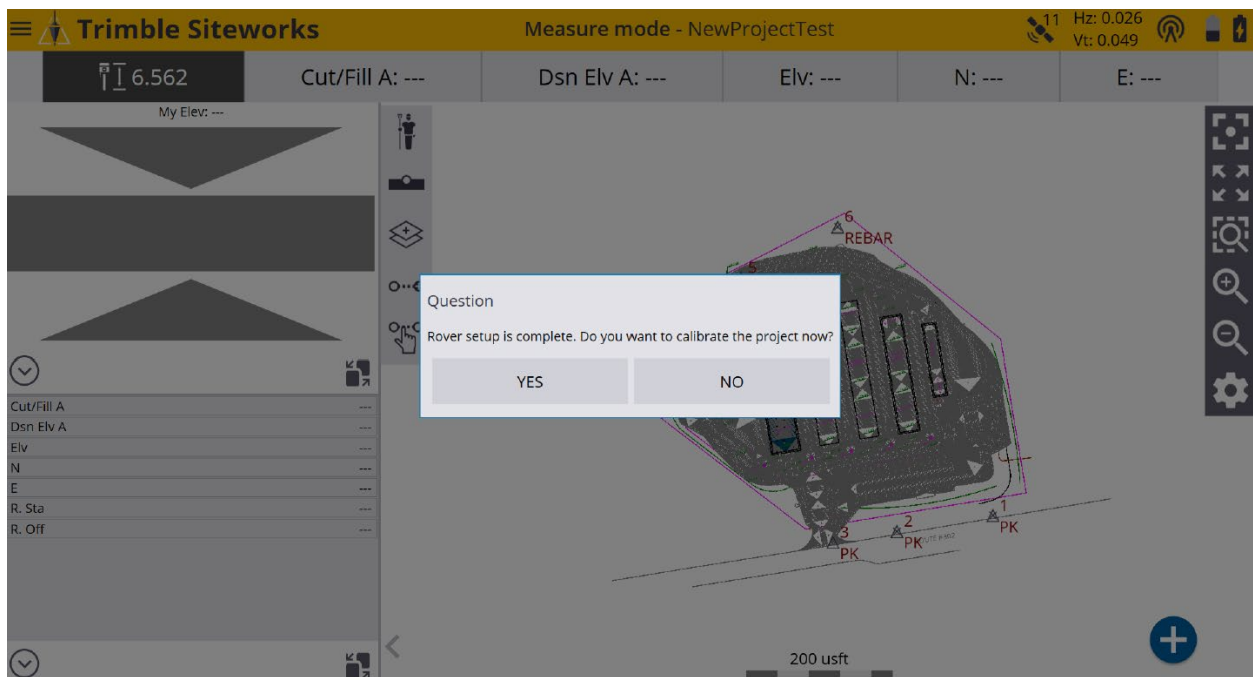 Trimble Siteworks
Measure mode - NewProjectTest
11
Hz: 0.026
Vt: 0.049
6.562
Cut/Fill A: ---
Dsn Elv A: ---
Elv: ---
N: ---
E: ---
My Elev: ---
6
REBAR
5
Question
Rover setup is complete. Do you want to calibrate the project now?
YES
NO
Cut/Fill A ---
Dsn Elv A ---
Elv ---
N ---
E ---
R. Sta ---
R. Off ---
1
PK
2
PK
3
PK
200 usft